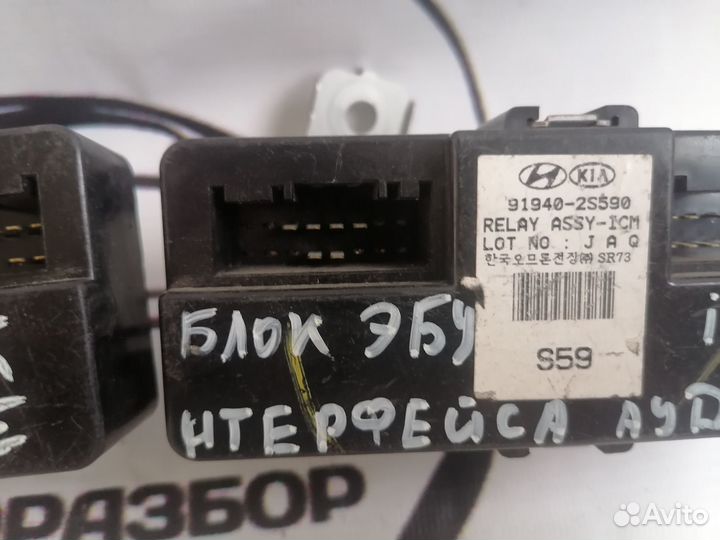 KIA
91940-2S590
RELAY ASSY-ICM
LOT NO : J A Q
한국오므론전장㈜ SR73
S59
БЛОК ЭБУ
НТЕРФЕЙСА АУД
РАЗБОР
Avito